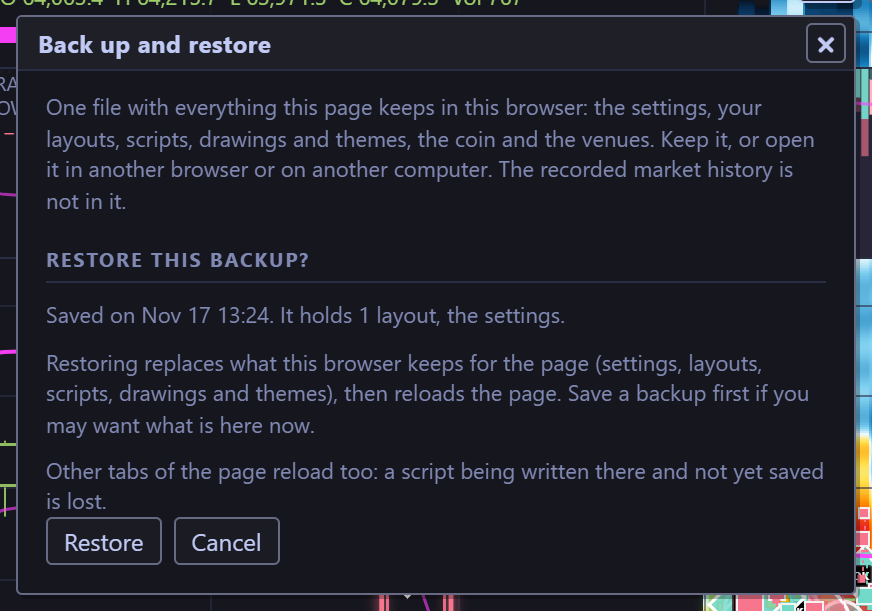 Back up and restore
One file with everything this page keeps in this browser: the settings, your
layouts, scripts, drawings and themes, the coin and the venues. Keep it, or open
it in another browser or on another computer. The recorded market history is
not in it.
RESTORE THIS BACKUP?
Saved on Nov 17 13:24. It holds 1 layout, the settings.
Restoring replaces what this browser keeps for the page (settings, layouts,
scripts, drawings and themes), then reloads the page. Save a backup first if you
may want what is here now.
Other tabs of the page reload too: a script being written there and not yet saved
is lost.
Restore Cancel